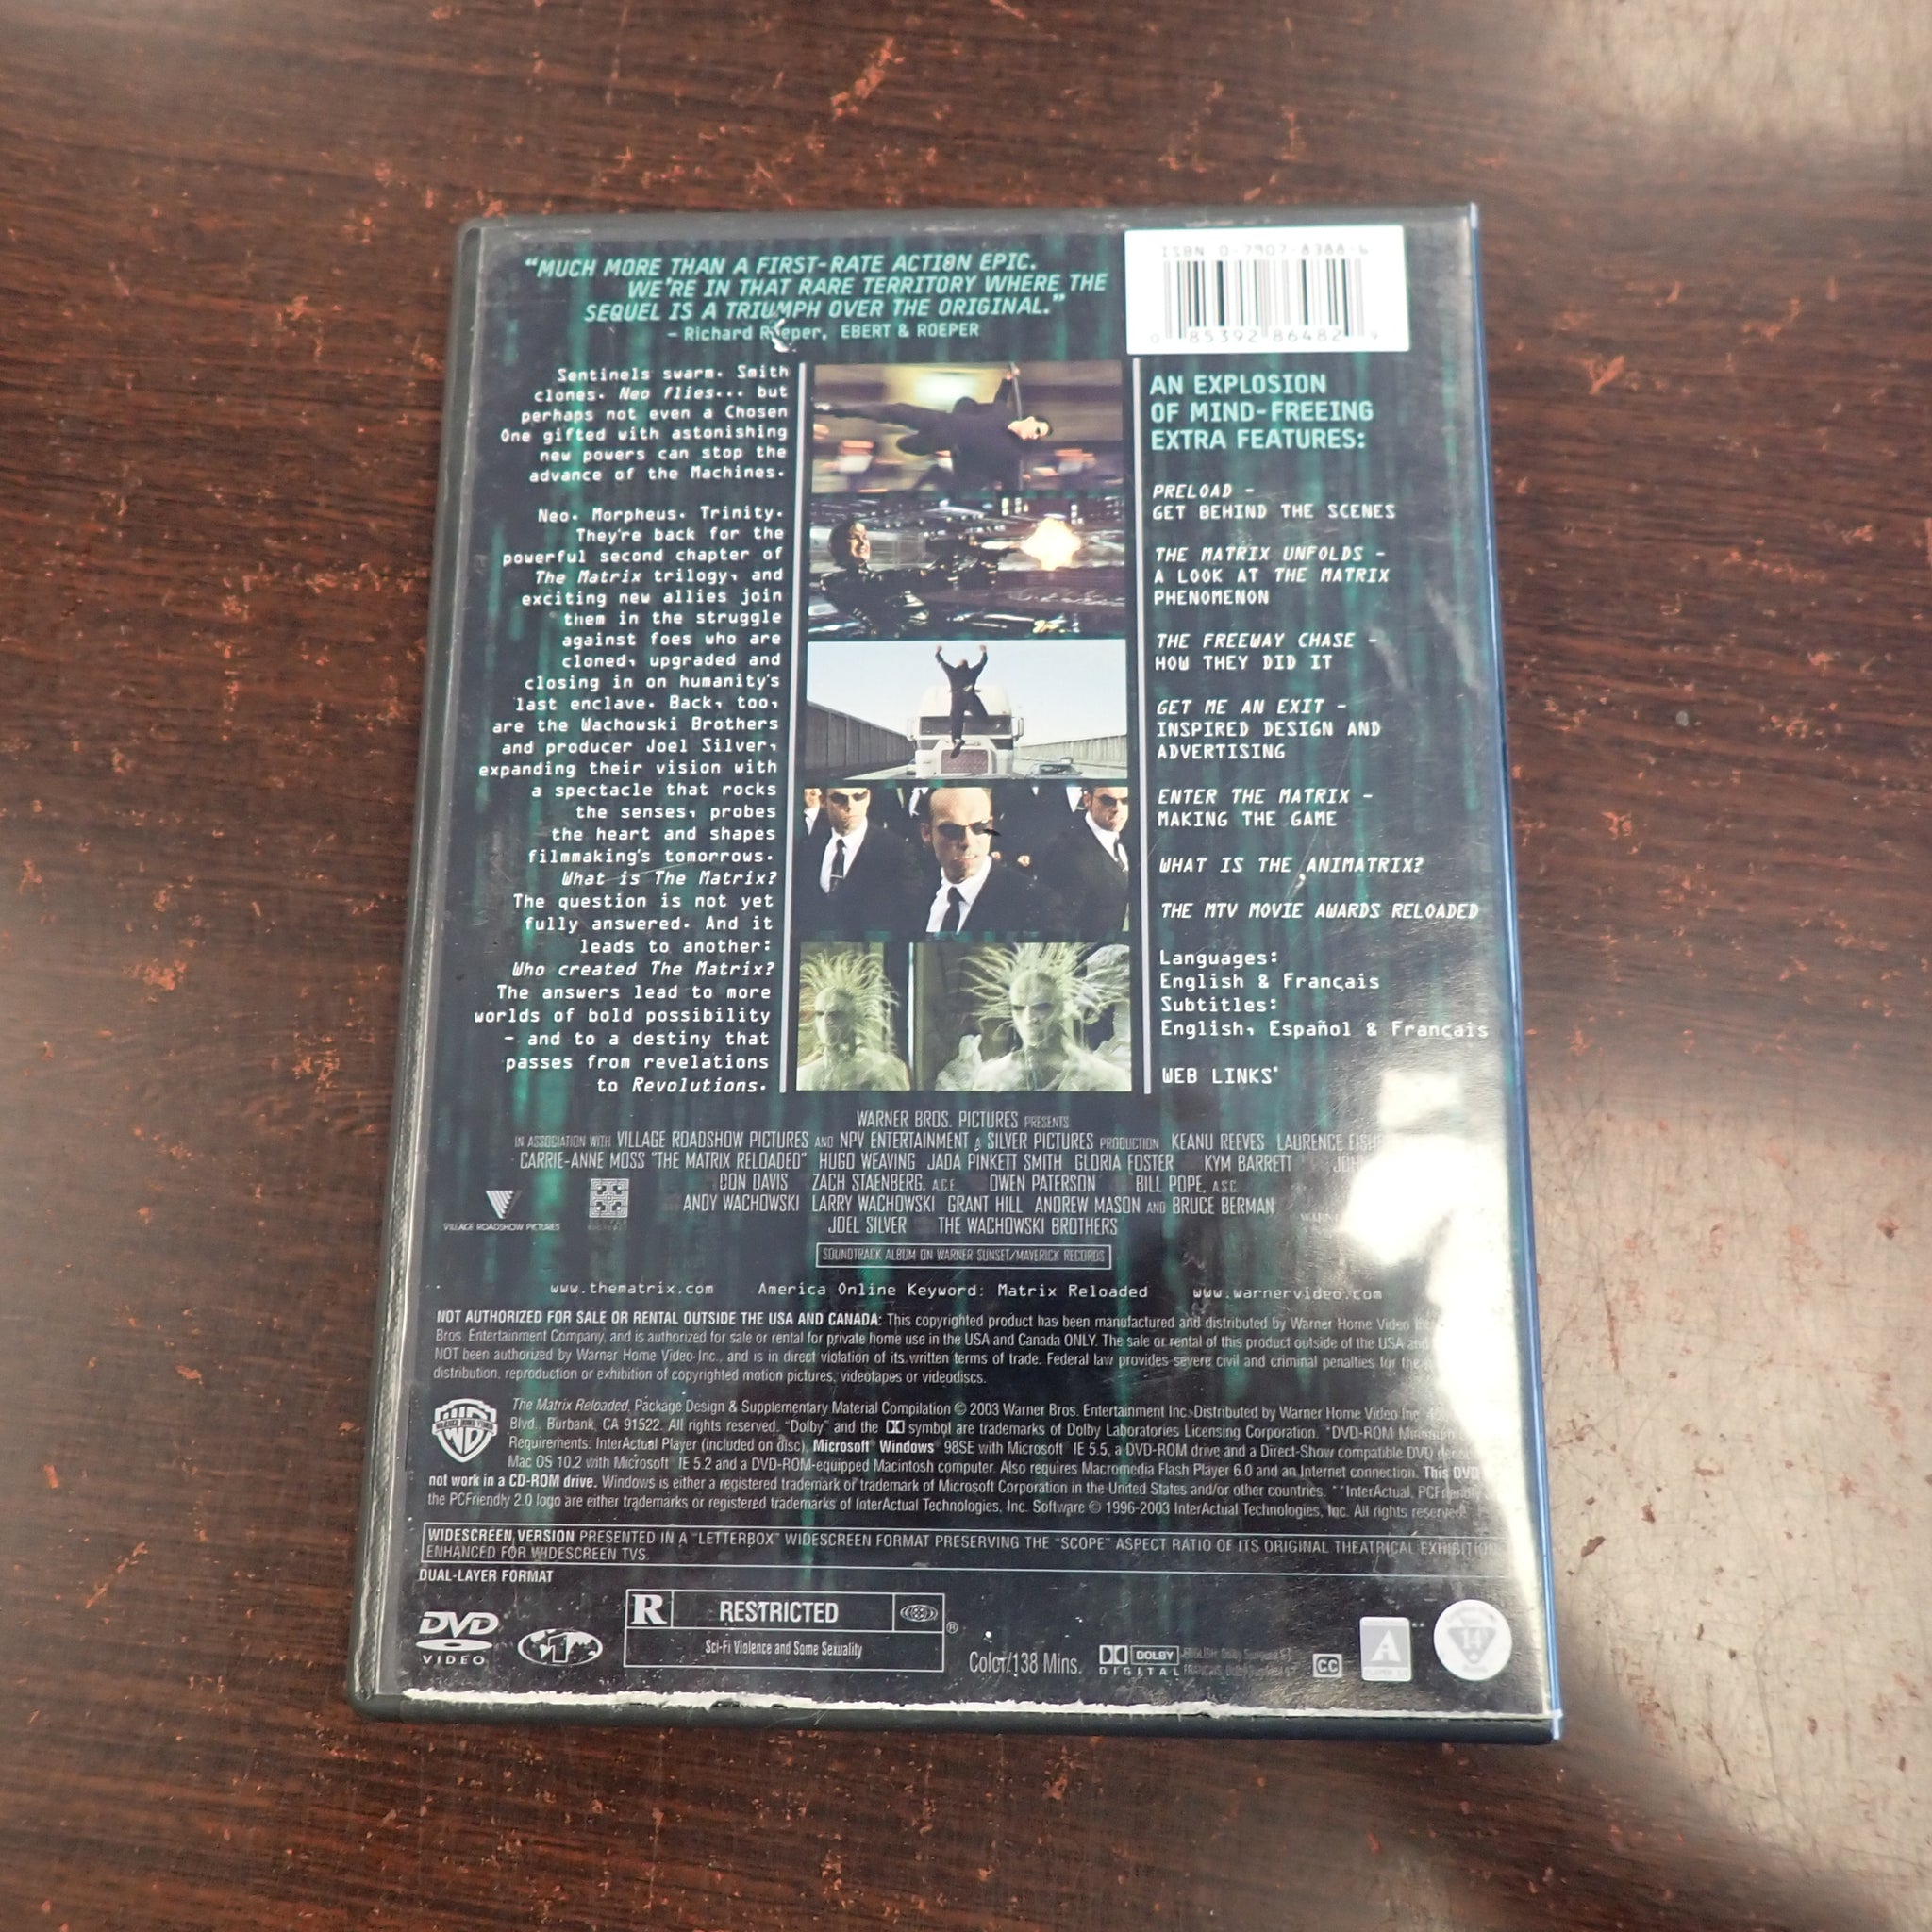 “MUCH MORE THAN A FIRST-RATE ACTION EPIC.
WE’RE IN THAT RARE TERRITORY WHERE THE
SEQUEL IS A TRIUMPH OVER THE ORIGINAL.”
– Richard Roeper, EBERT & ROEPER
ISBN 0-7907-8388-6
0 85392 86482 9
Sentinels swarm. Smith
clones. Neo flies... but
perhaps not even a Chosen
One gifted with astonishing
new powers can stop the
advance of the Machines.
Neo. Morpheus. Trinity.
They’re back for the
powerful second chapter of
The Matrix trilogy, and
exciting new allies join
them in the struggle
against foes who are
cloned, upgraded and
closing in on humanity’s
last enclave. Back, too,
are the Wachowski Brothers
and producer Joel Silver,
expanding their vision with
a spectacle that rocks
the senses, probes
the heart and shapes
filmmaking’s tomorrows.
What is The Matrix?
The question is not yet
fully answered. And it
leads to another:
Who created The Matrix?
The answers lead to more
worlds of bold possibility
– and to a destiny that
passes from revelations
to Revolutions.
AN EXPLOSION
OF MIND-FREEING
EXTRA FEATURES:
PRELOAD -
GET BEHIND THE SCENES
THE MATRIX UNFOLDS -
A LOOK AT THE MATRIX
PHENOMENON
THE FREEWAY CHASE -
HOW THEY DID IT
GET ME AN EXIT -
INSPIRED DESIGN AND
ADVERTISING
ENTER THE MATRIX -
MAKING THE GAME
WHAT IS THE ANIMATRIX?
THE MTV MOVIE AWARDS RELOADED
Languages:
English & Français
Subtitles:
English, Español & Français
WEB LINKS*
WARNER BROS. PICTURES PRESENTS
IN ASSOCIATION WITH VILLAGE ROADSHOW PICTURES AND NPV ENTERTAINMENT A SILVER PICTURES PRODUCTION KEANU REEVES LAURENCE
CARRIE-ANNE MOSS “THE MATRIX RELOADED” HUGO WEAVING JADA PINKETT SMITH GLORIA FOSTER KYM BARRETT
DON DAVIS ZACH STAENBERG, A.C.E. OWEN PATERSON BILL POPE, A.S.C.
ANDY WACHOWSKI LARRY WACHOWSKI GRANT HILL ANDREW MASON AND BRUCE BERMAN
JOEL SILVER THE WACHOWSKI BROTHERS
VILLAGE ROADSHOW PICTURES
SOUNDTRACK ALBUM ON WARNER SUNSET/MAVERICK RECORDS
www.thematrix.com America Online Keyword: Matrix Reloaded www.warnervideo.com
NOT AUTHORIZED FOR SALE OR RENTAL OUTSIDE THE USA AND CANADA: This copyrighted product has been manufactured and distributed by Warner Home Video
Bros. Entertainment Company, and is authorized for sale or rental for private home use in the USA and Canada ONLY. The sale or rental of this product outside of the USA and
NOT been authorized by Warner Home Video Inc., and is in direct violation of its written terms of trade. Federal law provides severe civil and criminal penalties for the
distribution, reproduction or exhibition of copyrighted motion pictures, videotapes or videodiscs.
The Matrix Reloaded, Package Design & Supplementary Material Compilation © 2003 Warner Bros. Entertainment Inc. Distributed by Warner Home Video Inc.
Blvd., Burbank, CA 91522. All rights reserved. “Dolby” and the symbol are trademarks of Dolby Laboratories Licensing Corporation. *DVD-ROM Minimum
Requirements: InterActual Player (included on disc), Microsoft Windows 98SE with Microsoft IE 5.5, a DVD-ROM drive and a Direct-Show compatible DVD
Mac OS 10.2 with Microsoft IE 5.2 and a DVD-ROM-equipped Macintosh computer. Also requires Macromedia Flash Player 6.0 and an Internet connection. This DVD
not work in a CD-ROM drive. Windows is either a registered trademark or trademark of Microsoft Corporation in the United States and/or other countries. **InterActual, PCFriendly
the PCFriendly 2.0 logo are either trademarks or registered trademarks of InterActual Technologies, Inc. Software © 1996-2003 InterActual Technologies, Inc. All rights reserved.
WIDESCREEN VERSION PRESENTED IN A “LETTERBOX” WIDESCREEN FORMAT PRESERVING THE “SCOPE” ASPECT RATIO OF ITS ORIGINAL THEATRICAL EXHIBITION
ENHANCED FOR WIDESCREEN TVS.
DUAL-LAYER FORMAT
DVD
VIDEO
1
R RESTRICTED ®
Sci-Fi Violence and Some Sexuality
Color/138 Mins.
DOLBY
DIGITAL
CC
A
14